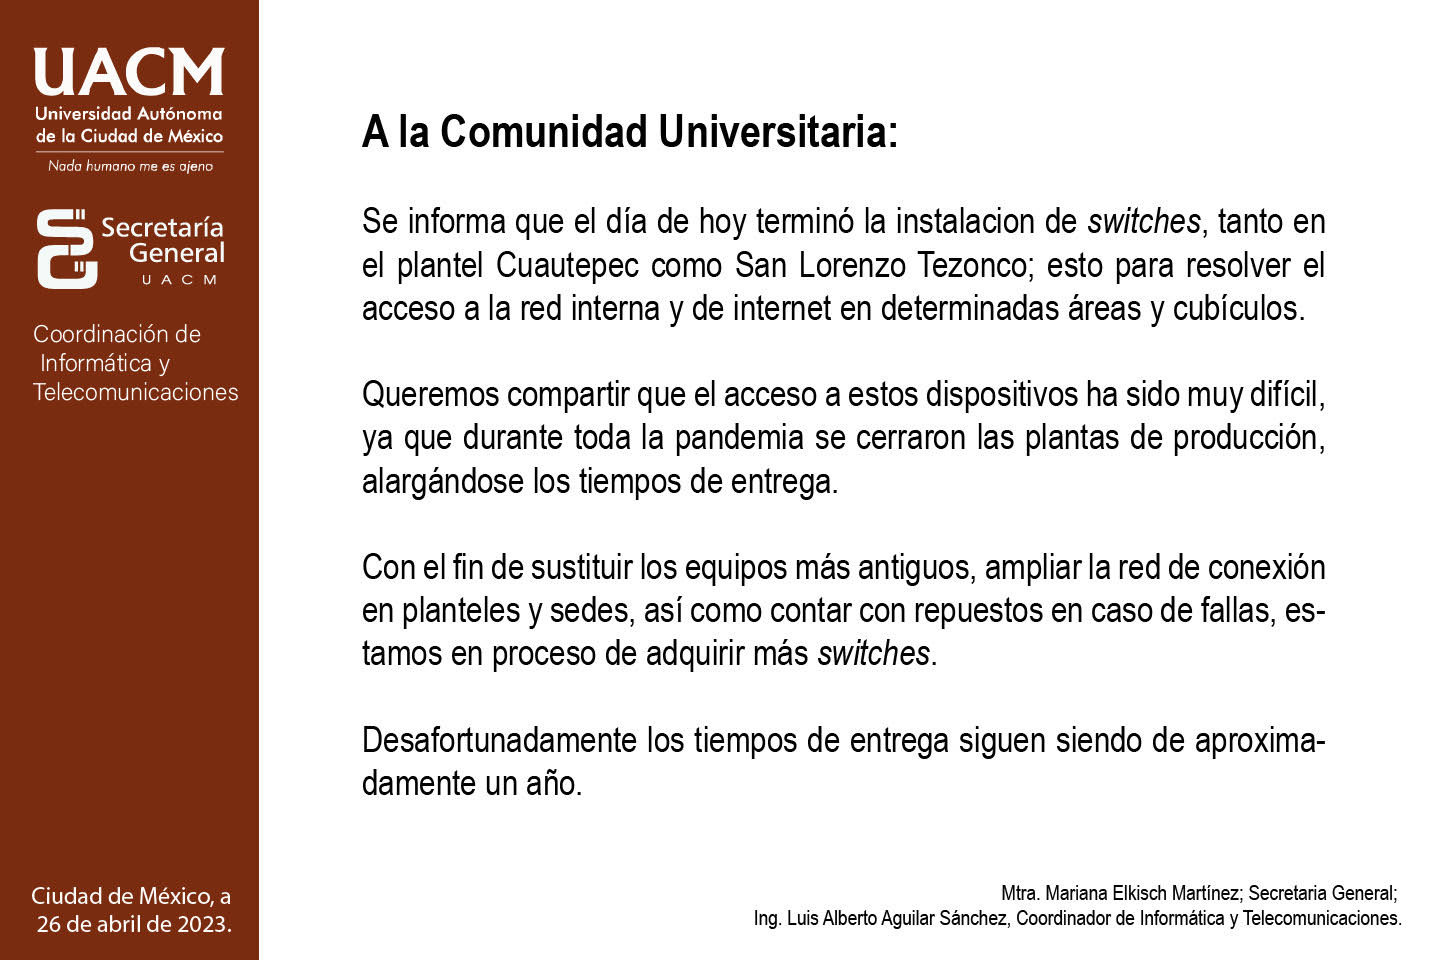 UACM
Universidad Autónoma
de la Ciudad de México
Nada humano me es ajeno
Secretaría
General
UACM
Coordinación de
Informática y
Telecomunicaciones
Ciudad de México, a
26 de abril de 2023.
A la Comunidad Universitaria:
Se informa que el día de hoy terminó la instalacion de switches, tanto en
el plantel Cuautepec como San Lorenzo Tezonco; esto para resolver el
acceso a la red interna y de internet en determinadas áreas y cubículos.
Queremos compartir que el acceso a estos dispositivos ha sido muy difícil,
ya que durante toda la pandemia se cerraron las plantas de producción,
alargándose los tiempos de entrega.
Con el fin de sustituir los equipos más antiguos, ampliar la red de conexión
en planteles y sedes, así como contar con repuestos en caso de fallas, es-
tamos en proceso de adquirir más switches.
Desafortunadamente los tiempos de entrega siguen siendo de aproxima-
damente un año.
Mtra. Mariana Elkisch Martínez; Secretaria General;
Ing. Luis Alberto Aguilar Sánchez, Coordinador de Informática y Telecomunicaciones.